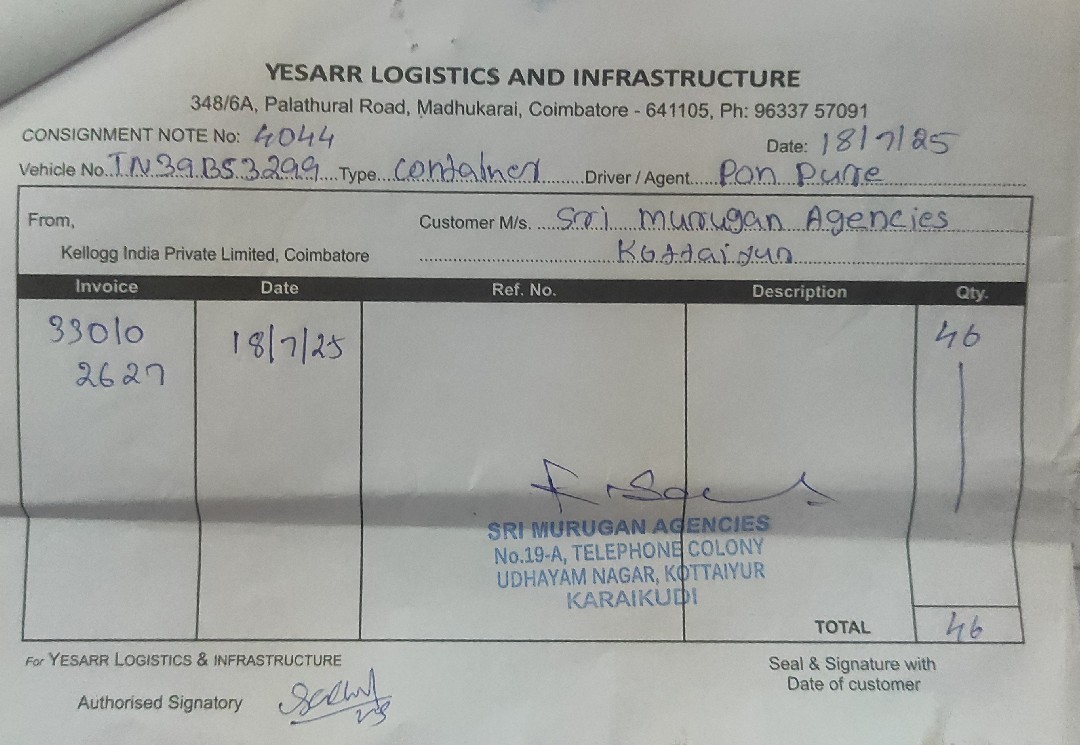 YESARR LOGISTICS AND INFRASTRUCTURE
348/6A, Palathural Road, Madhukarai, Coimbatore - 641105, Ph: 96337 57091
CONSIGNMENT NOTE No: 4044 Date: 18/7/25
Vehicle No. TN39BS3299 Type container Driver / Agent
From, Customer M/s. Sri Murugan Agencies
Kellogg India Private Limited, Coimbatore Kottaiyur
Invoice Date Ref. No. Description Qty.
33010 18/7/25 46
2627
SRI MURUGAN AGENCIES
No.19-A, TELEPHONE COLONY
UDHAYAM NAGAR, KOTTAIYUR
KARAIKUDI
TOTAL 46
For YESARR LOGISTICS & INFRASTRUCTURE Seal & Signature with
Authorised Signatory Date of customer